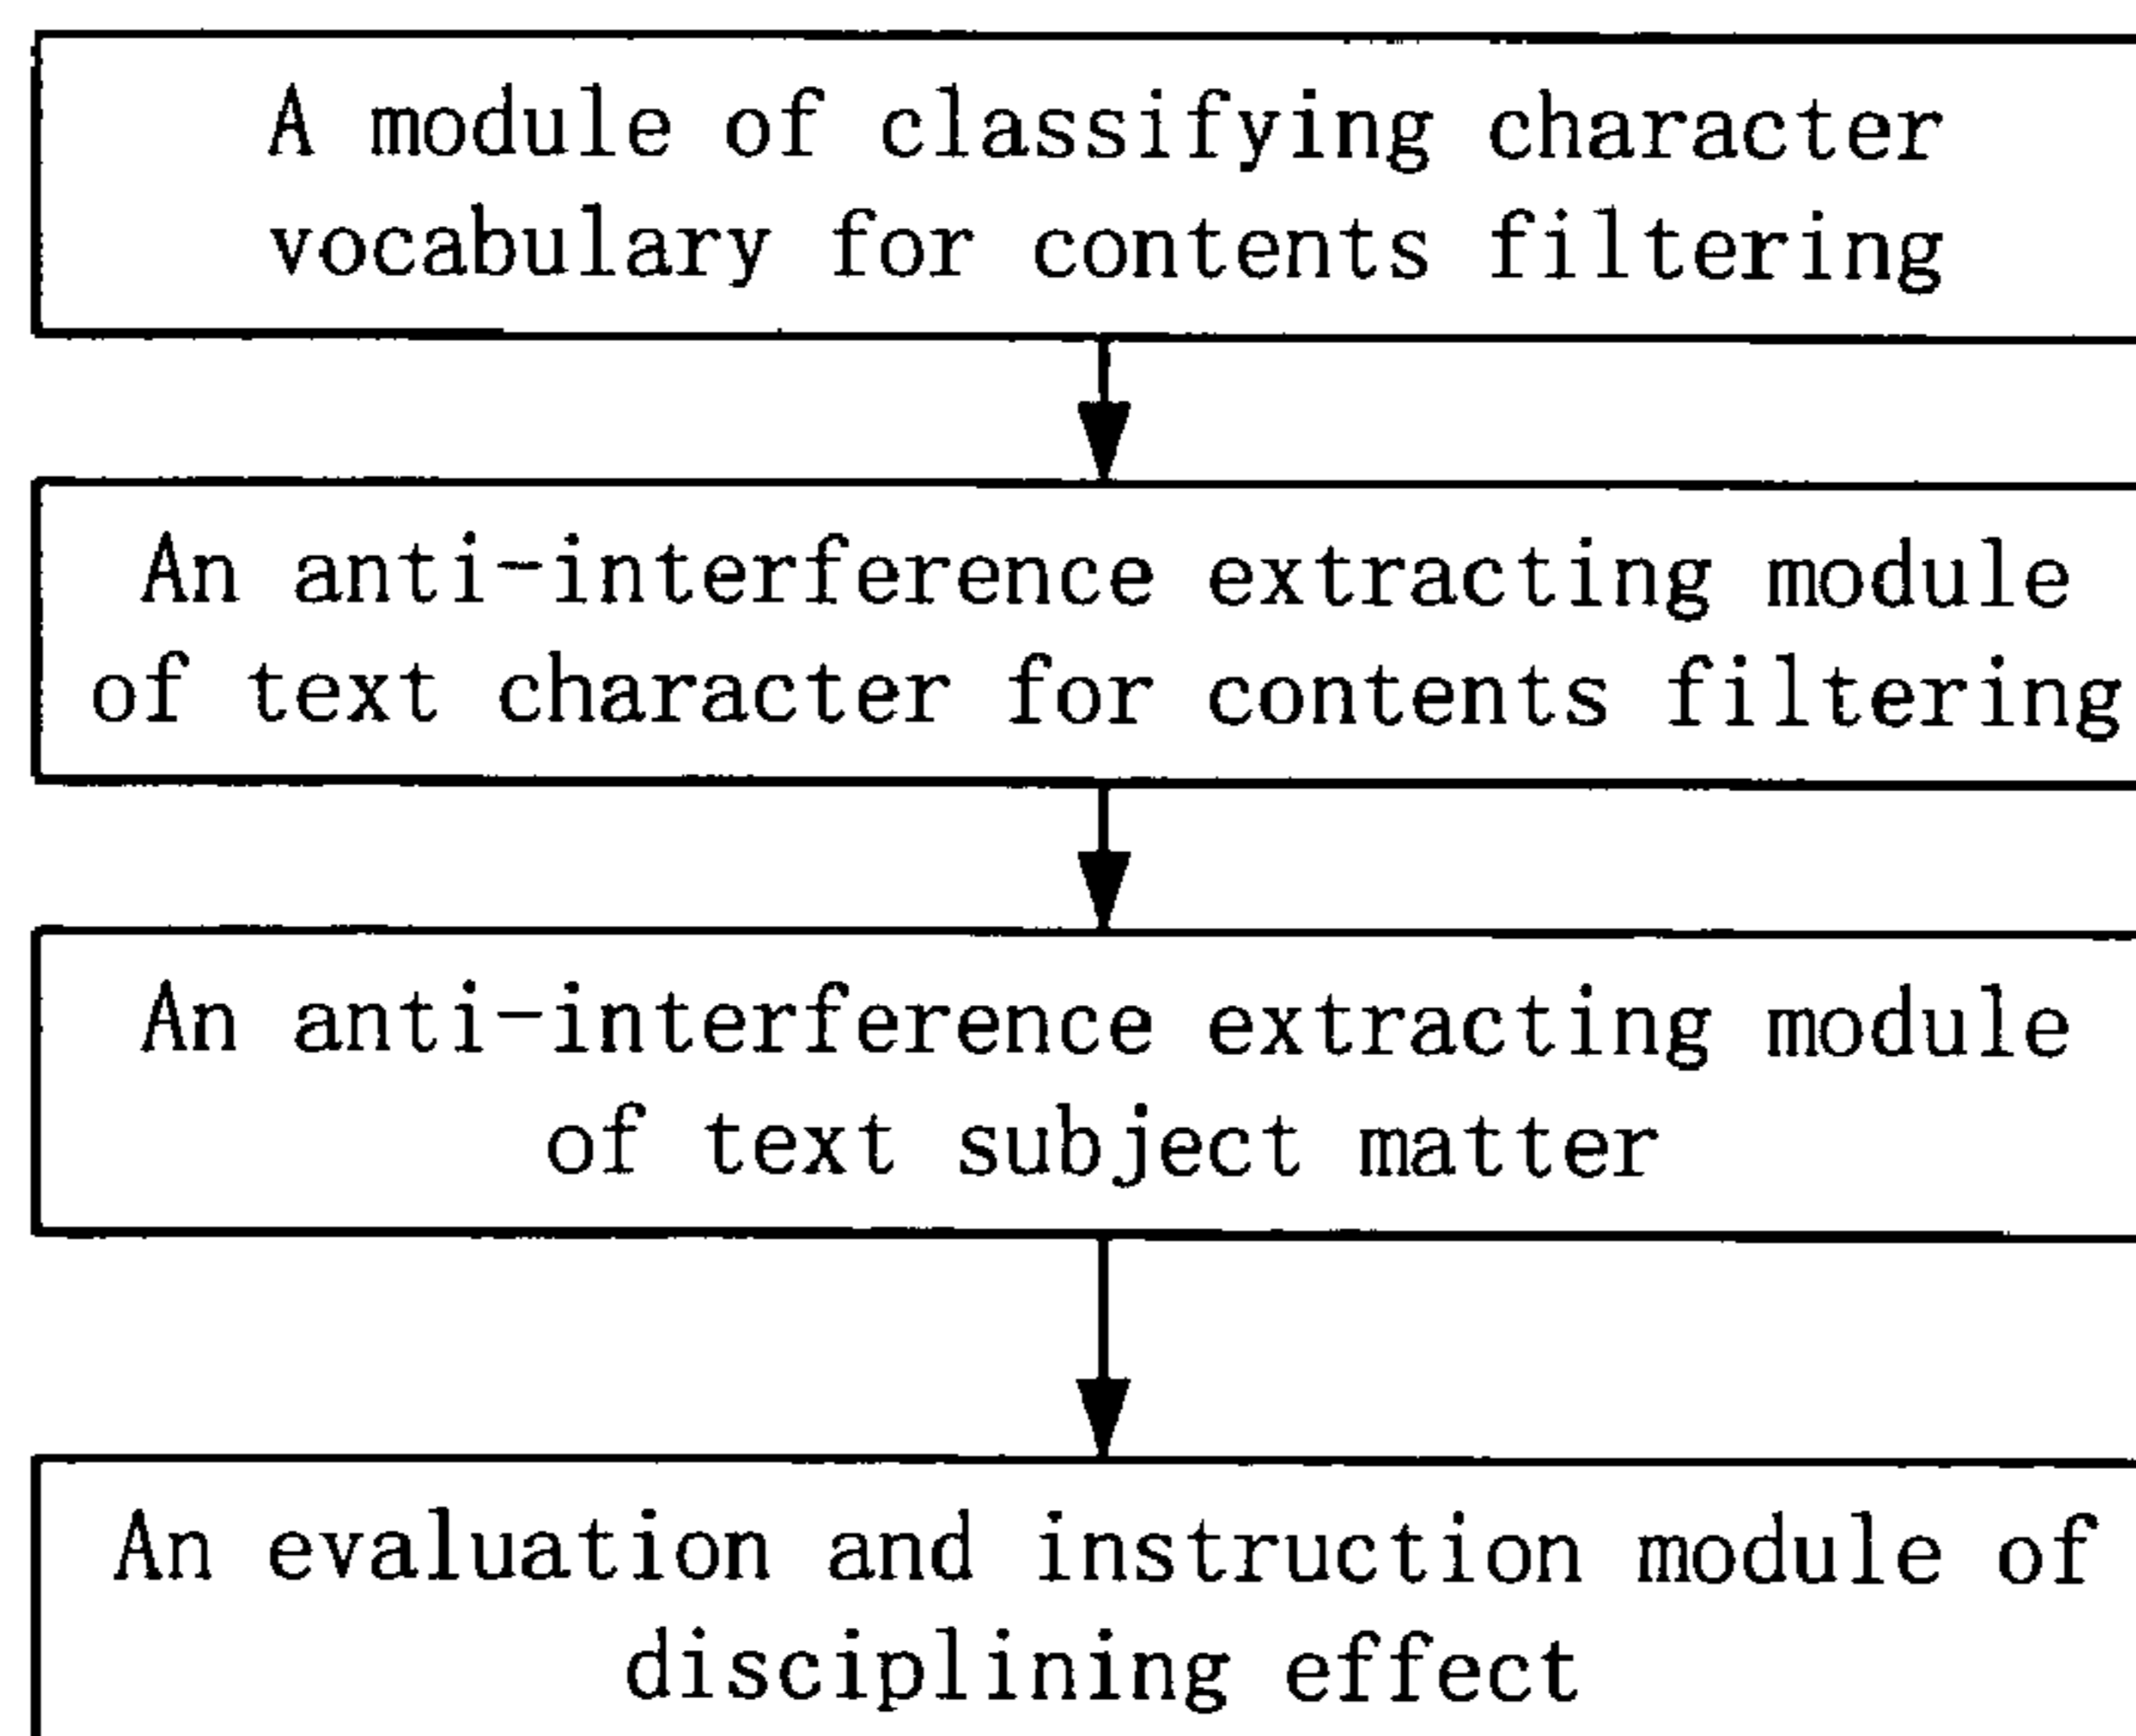 A module of classifying character
vocabulary for contents filtering
An anti-interference extracting module
of text character for contents filtering
An anti-interference extracting module
of text subject matter
An evaluation and instruction module of
disciplining effect